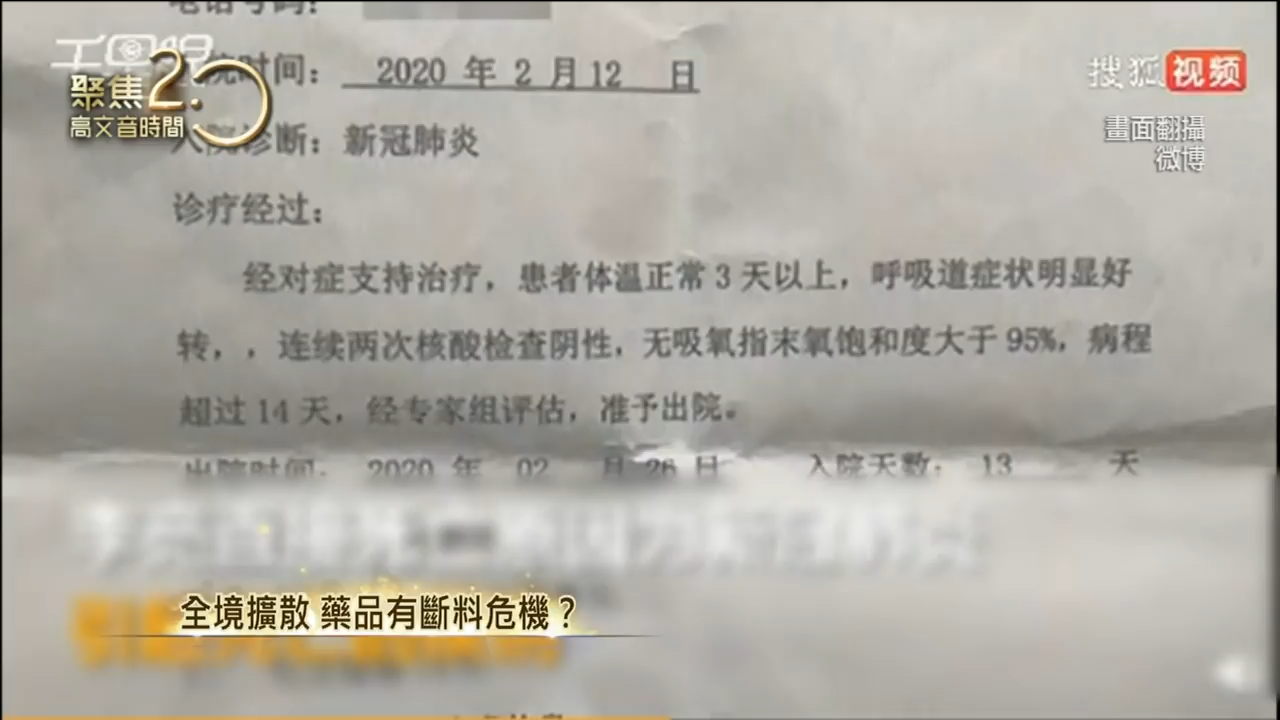 电话号码：
院时间： 2020 年 2 月 12 日
聚焦2.0
高文音時間
搜狐视频
畫面翻攝
微博
入院诊断：新冠肺炎
诊疗经过：
经对症支持治疗，患者体温正常 3 天以上，呼吸道症状明显好
转，，连续两次核酸检查阴性，无吸氧指末氧饱和度大于 95%，病程
超过 14 天，经专家组评估，准予出院。
出院时间： 2020 年 02 月 26 日 入院天数： 13 天
全境擴散 藥品有斷料危機？